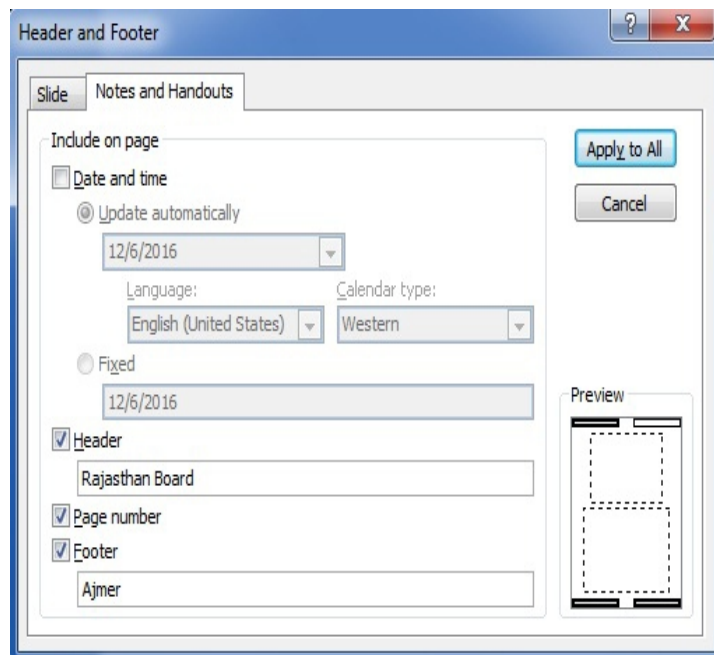 Header and Footer
?
X
Slide
Notes and Handouts
Include on page
Date and time
Update automatically
12/6/2016
Language:
Calendar type:
English (United States)
Western
Fixed
12/6/2016
Header
Rajasthan Board
Page number
Footer
Ajmer
Apply to All
Cancel
Preview